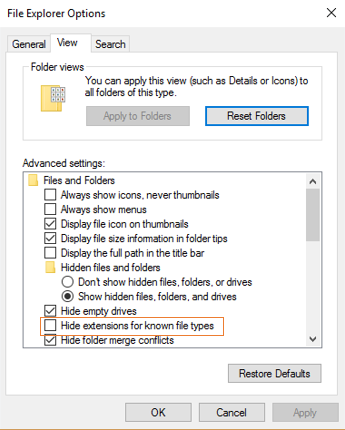 File Explorer Options
General View Search
Folder views
You can apply this view (such as Details or Icons) to
all folders of this type.
Apply to Folders Reset Folders
Advanced settings:
Files and Folders
Always show icons, never thumbnails
Always show menus
Display file icon on thumbnails
Display file size information in folder tips
Display the full path in the title bar
Hidden files and folders
Don't show hidden files, folders, or drives
Show hidden files, folders, and drives
Hide empty drives
Hide extensions for known file types
Hide folder merge conflicts
Restore Defaults
OK Cancel Apply